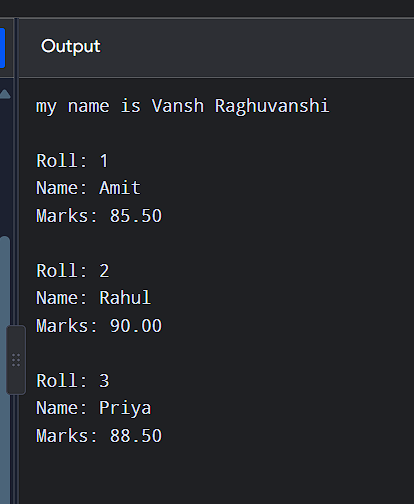 Output
my name is Vansh Raghuvanshi
Roll: 1
Name: Amit
Marks: 85.50
Roll: 2
Name: Rahul
Marks: 90.00
Roll: 3
Name: Priya
Marks: 88.50